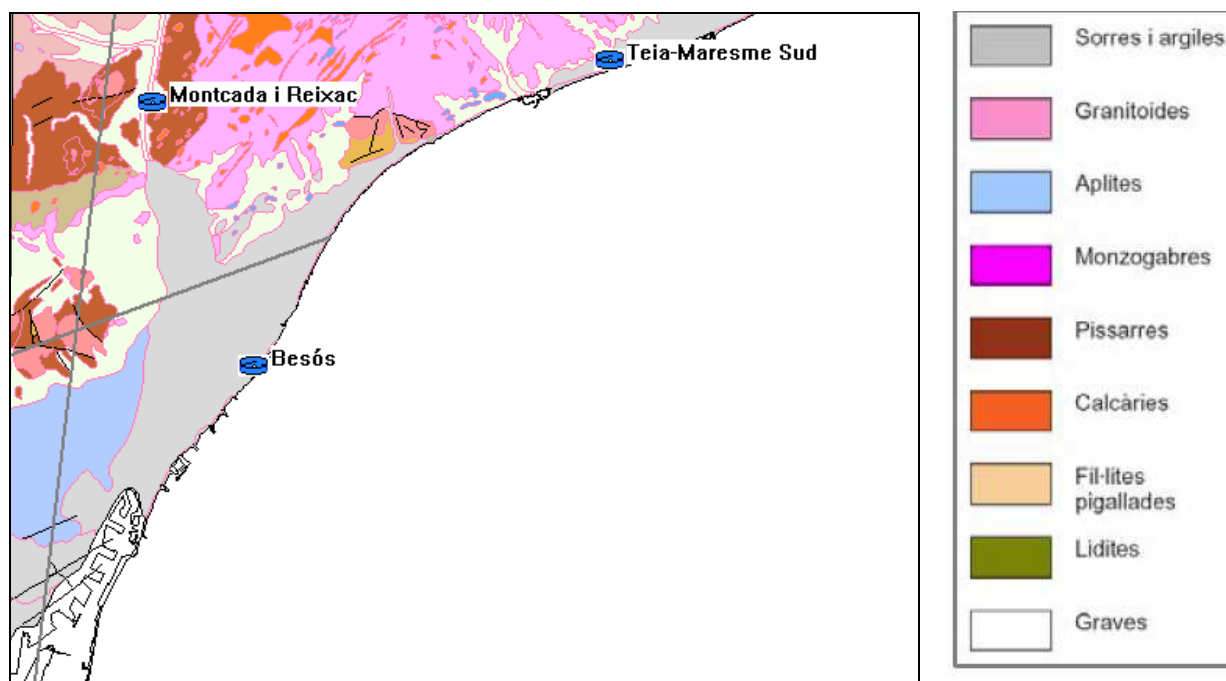 Teia-Maresme Sud
Montcada i Reixac
Besós
Sorres i argiles
Granitoides
Aplites
Monzogabres
Pissarres
Calcàries
Fil·lites
pigallades
Lidites
Graves